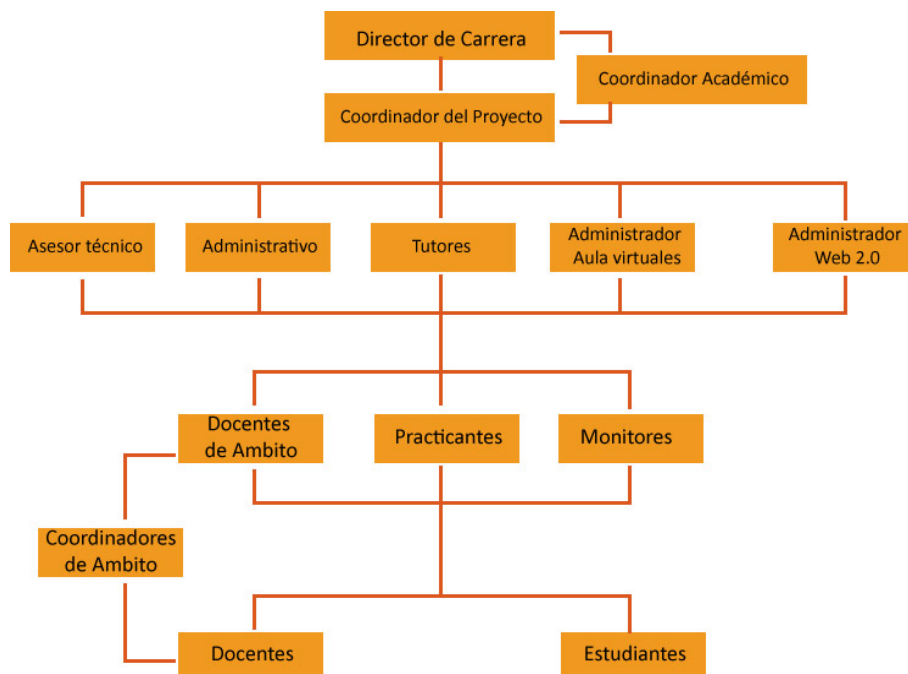 Director de Carrera
Coordinador Académico
Coordinador del Proyecto
Asesor técnico
Administrativo
Tutores
Administrador
Aula virtuales
Administrador
Web 2.0
Docentes
de Ambito
Practicantes
Monitores
Coordinadores
de Ambito
Docentes
Estudiantes